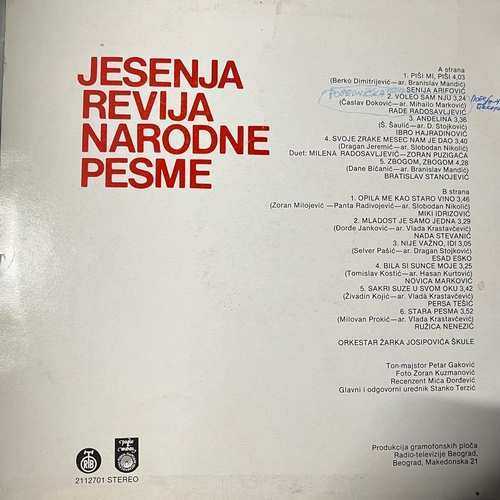 JESENJA
REVIJA
NARODNE
PESME
A strana
1. PIŠI MI, PIŠI 4,03
(Berko Dimitrijević—ar. Branislav Mandić)
SENIJA ARIFOVIĆ
2. VOLEO SAM NJU 3,24
(Časlav Đoković—ar. Mihailo Marković)
RADE RADOSAVLJEVIĆ
3. ANĐELINA 3,36
(Š. Šaulić—ar. D. Stojković)
IBRO HAJRADINOVIĆ
4. SVOJE ZRAKE MESEC NAM JE DAO 3,40
(Dragan Jeremić—ar. Slobodan Nikolić)
Duet: MILENA RADOSAVLJEVIĆ—ZORAN PUZIGAĆA
5. ZBOGOM, ZBOGOM 4,28
(Dane Bičanić—ar. Branislav Mandić)
BRATISLAV STANOJEVIĆ
B strana
1. OPILA ME KAO STARO VINO 3,46
(Zoran Milojević—Panta Radivojević—ar. Slobodan Nikolić)
MIKI IDRIZOVIĆ
2. MLADOST JE SAMO JEDNA 3,29
(Đorđe Janković—ar. Vlada Krastavčević)
NADA STEVANIĆ
3. NIJE VAŽNO, IDI 3,05
(Selver Pašić—ar. Dragan Stojković)
ESAD ESKO
4. BILA SI SUNCE MOJE 3,25
(Tomislav Kostić—ar. Hasan Kurtović)
NOVICA MARKOVIĆ
5. SAKRI SUZE U SVOM OKU 3,42
(Živadin Kojić—ar. Vlada Krastavčević)
PERSA TEŠIĆ
6. STARA PESMA 3,52
(Milovan Prokić—ar. Vlada Krastavčević)
RUŽICA NENEZIĆ
ORKESTAR ŽARKA JOSIPOVIĆA ŠKULE
Ton-majstor Petar Gaković
Foto Zoran Kuzmanović
Recenzent Mića Đorđević
Glavni i odgovorni urednik Stanko Terzić
RTB
2112701 STEREO
Produkcija gramofonskih ploča
Radio-televizije Beograd,
Beograd, Makedonska 21